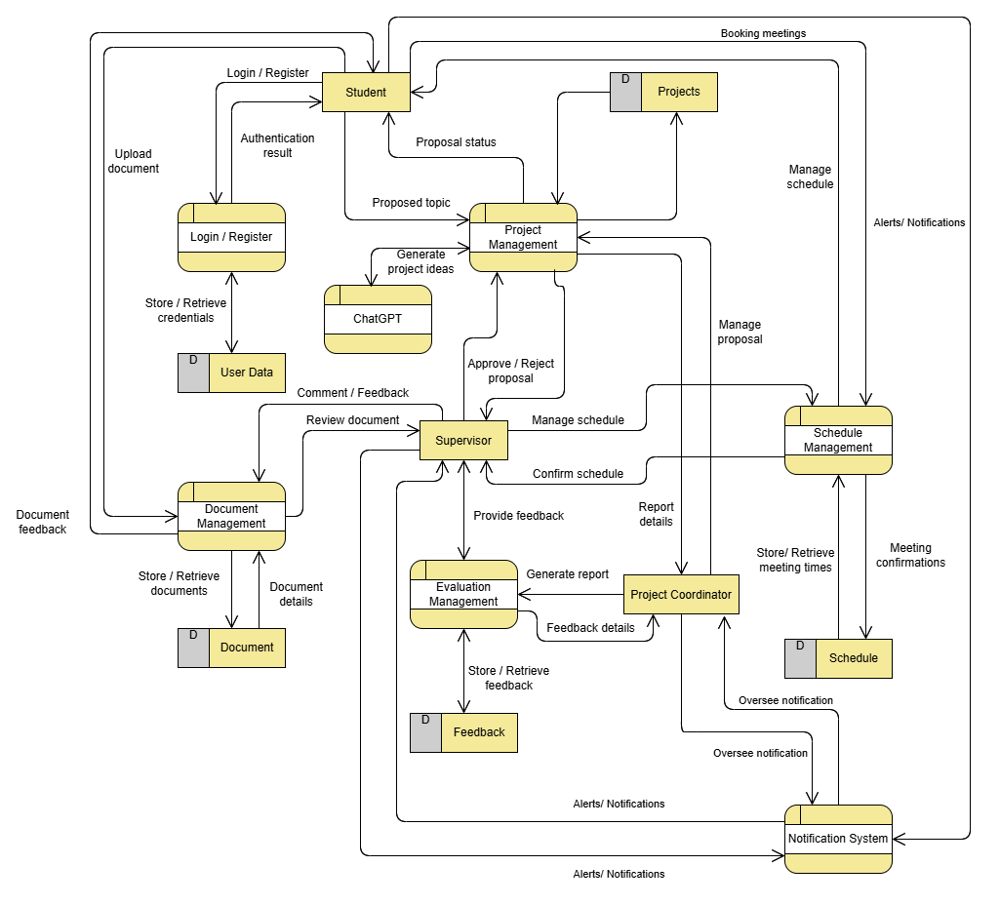 Booking meetings
Login / Register
D
Student
Projects
Authentication
result
Proposal status
Upload
document
Manage
schedule
Proposed topic
Alerts/ Notifications
Login / Register
Project
Management
Generate
project ideas
Store / Retrieve
credentials
ChatGPT
Manage
proposal
D
User Data
Approve / Reject
proposal
Comment / Feedback
Review document
Manage schedule
Supervisor
Schedule
Management
Confirm schedule
Document
Management
Document
feedback
Provide feedback
Report
details
Store/ Retrieve
meeting times
Meeting
confirmations
Store / Retrieve
documents
Document
details
Evaluation
Management
Generate report
Project Coordinator
Feedback details
D
Document
D
Schedule
Store / Retrieve
feedback
Oversee notification
D
Feedback
Oversee notification
Alerts/ Notifications
Notification System
Alerts/ Notifications